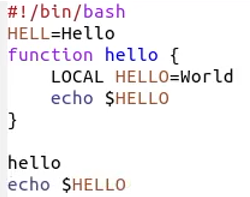 #!/bin/bash
HELL=Hello
function hello {
    LOCAL HELLO=World
    echo $HELLO
}

hello
echo $HELLO